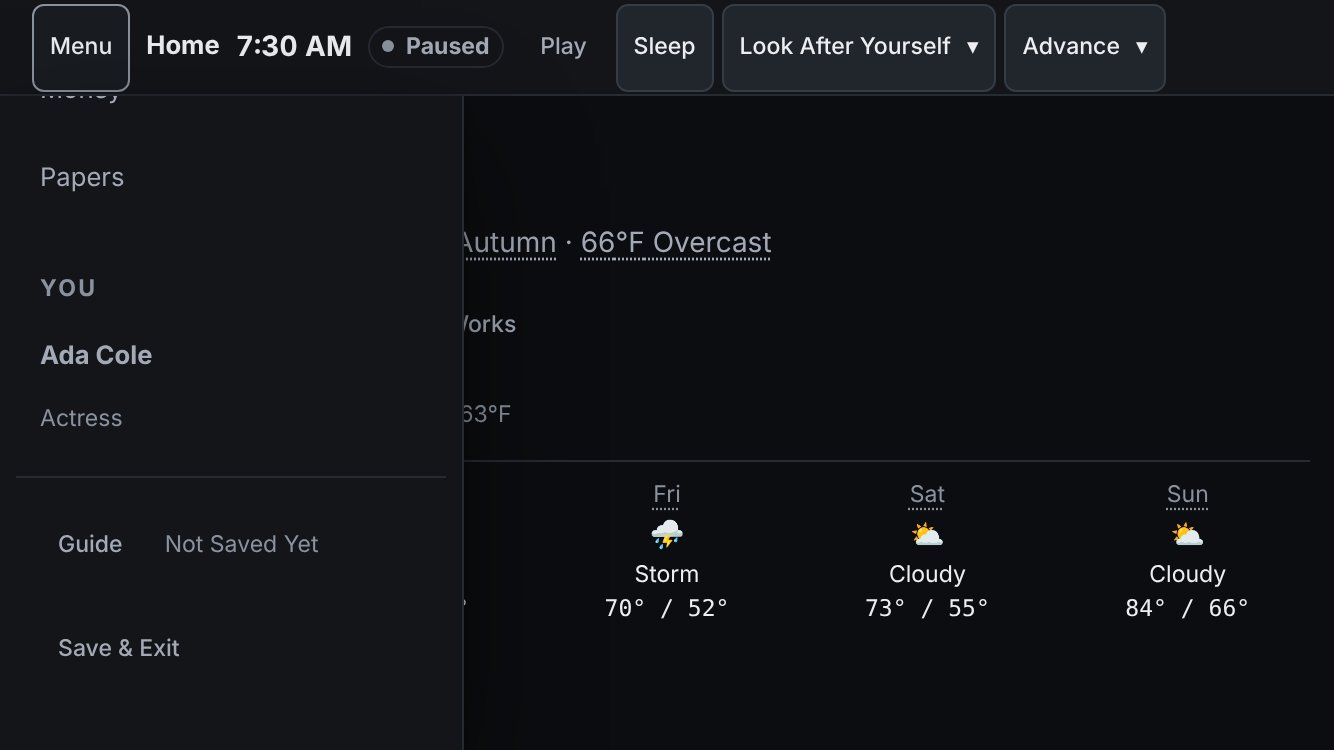 Menu Home 7:30 AM Paused Play Sleep Look After Yourself ▾ Advance ▾
Papers
Autumn · 66°F Overcast
YOU
Ada Cole
Actress
63°F
Fri Sat Sun
Storm Cloudy Cloudy
70° / 52° 73° / 55° 84° / 66°
Guide Not Saved Yet
Save & Exit